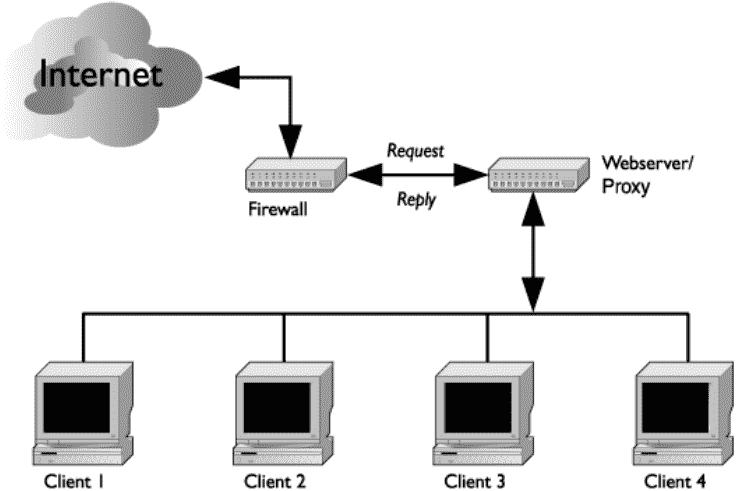 Internet
Request
Reply
Firewall
Webserver/
Proxy
Client 1
Client 2
Client 3
Client 4